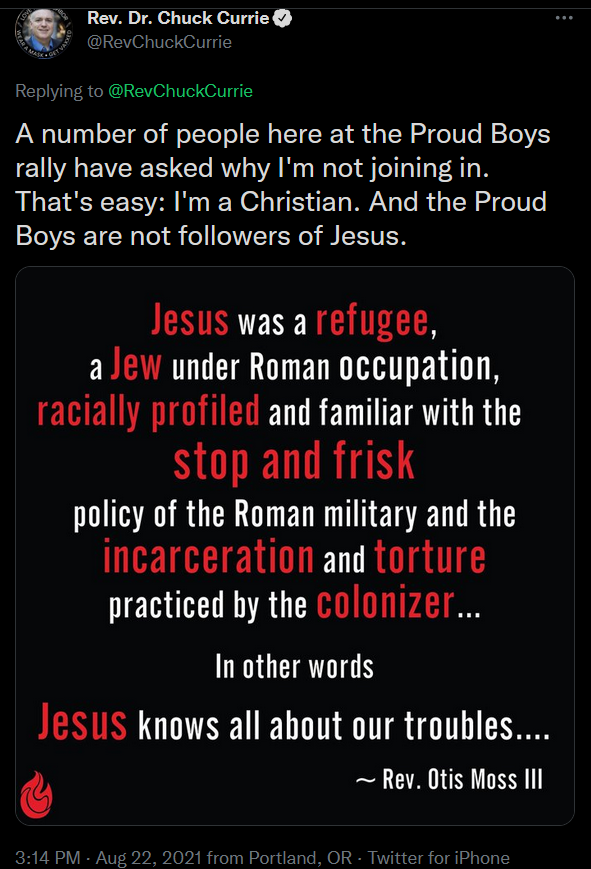 Rev. Dr. Chuck Currie
@RevChuckCurrie
Replying to @RevChuckCurrie
A number of people here at the Proud Boys
rally have asked why I'm not joining in.
That's easy: I'm a Christian. And the Proud
Boys are not followers of Jesus.
Jesus was a refugee,
a Jew under Roman occupation,
racially profiled and familiar with the
stop and frisk
policy of the Roman military and the
incarceration and torture
practiced by the colonizer...
In other words
Jesus knows all about our troubles....
~ Rev. Otis Moss III
3:14 PM · Aug 22, 2021 from Portland, OR · Twitter for iPhone